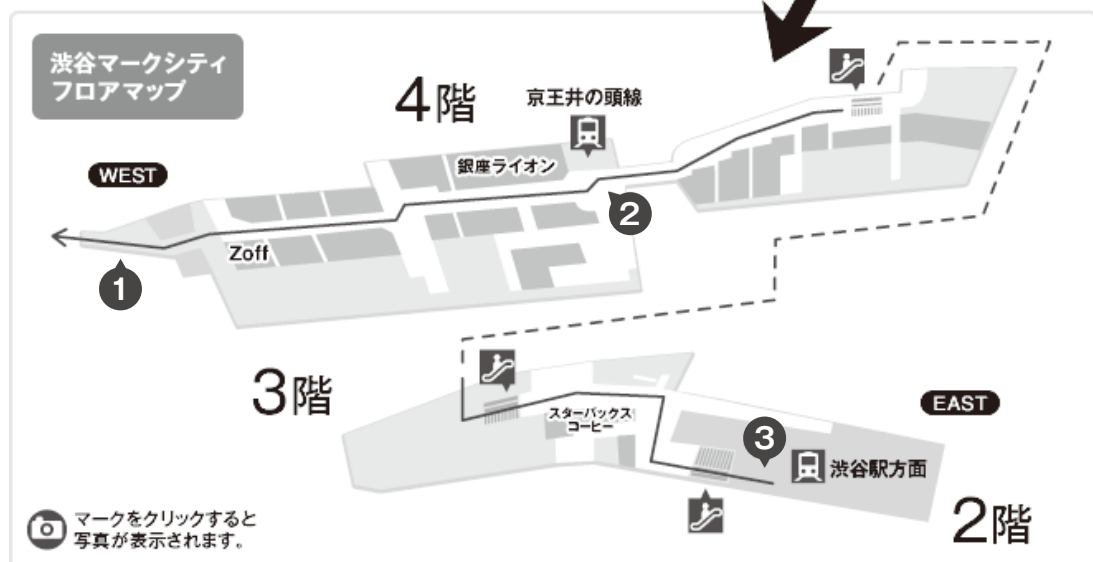 渋谷マークシティ
フロアマップ
4階
京王井の頭線
銀座ライオン
WEST
2
Zoff
1
3階
スターバックス
コーヒー
EAST
3
渋谷駅方面
2階
マークをクリックすると
写真が表示されます。